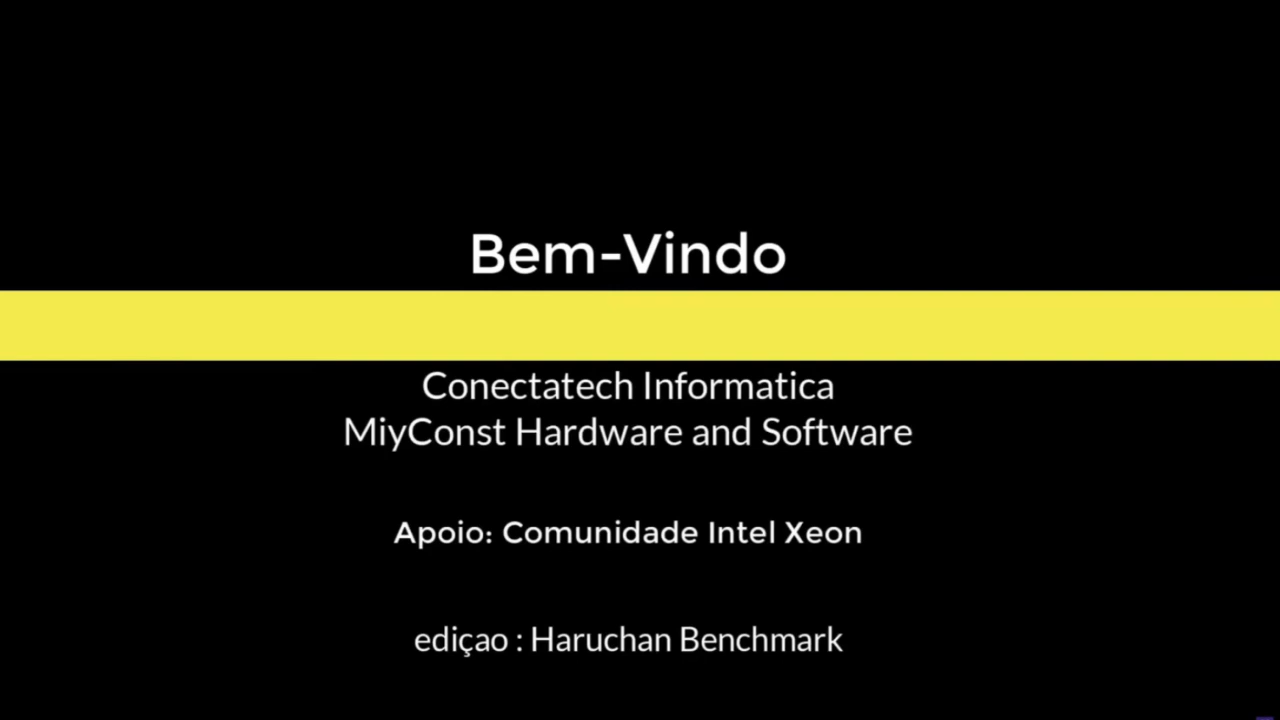 Bem-Vindo
Conectatech Informatica
MiyConst Hardware and Software
Apoio: Comunidade Intel Xeon
ediçao : Haruchan Benchmark